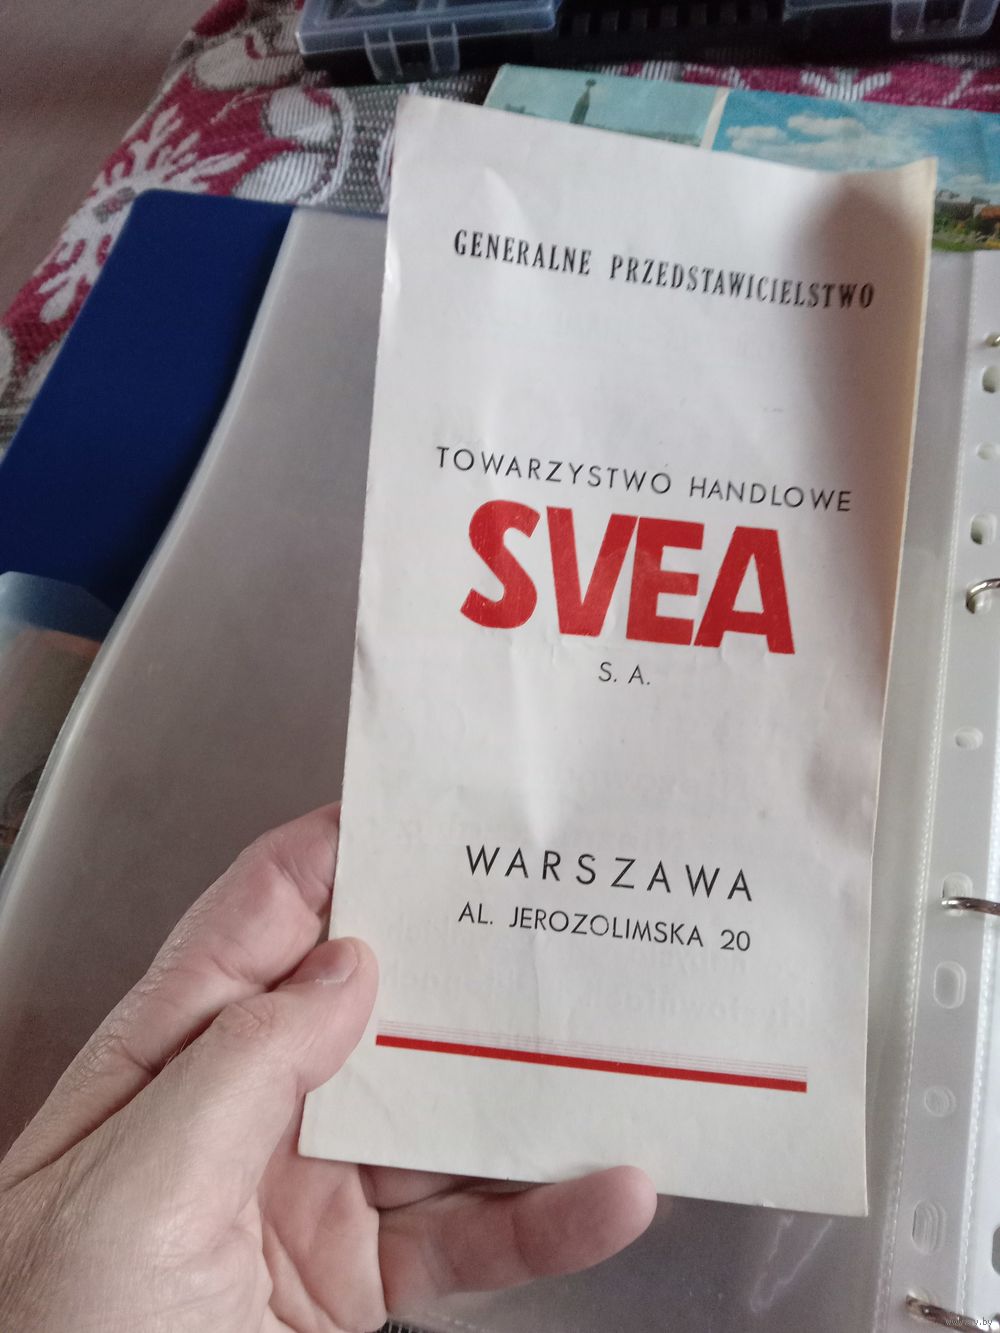 GENERALNE PRZEDSTAWICIELSTWO
TOWARZYSTWO HANDLOWE
SVEA
S. A.
WARSZAWA
AL. JEROZOLIMSKA 20